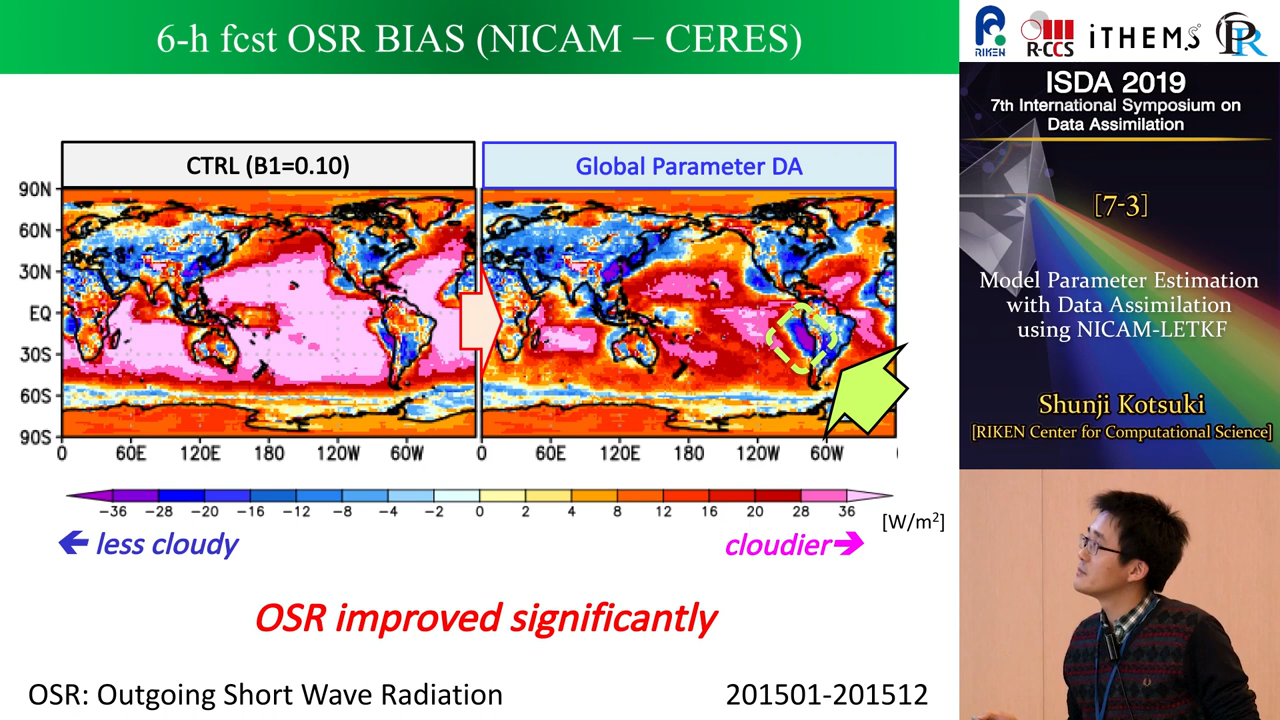 6-h fcst OSR BIAS (NICAM − CERES)
CTRL (B1=0.10)
Global Parameter DA
90N
60N
30N
EQ
30S
60S
90S
0 60E 120E 180 120W 60W
0 60E 120E 180 120W 60W
−36 −28 −20 −16 −12 −8 −4 −2 0 2 4 8 12 16 20 28 36
[W/m²]
🡸 less cloudy
cloudier🡺
OSR improved significantly
OSR: Outgoing Short Wave Radiation
201501-201512
RIKEN
R-CCS
iTHEMS
PR
ISDA 2019
7th International Symposium on
Data Assimilation
[7-3]
Model Parameter Estimation
with Data Assimilation
using NICAM-LETKF
Shunji Kotsuki
[RIKEN Center for Computational Science]